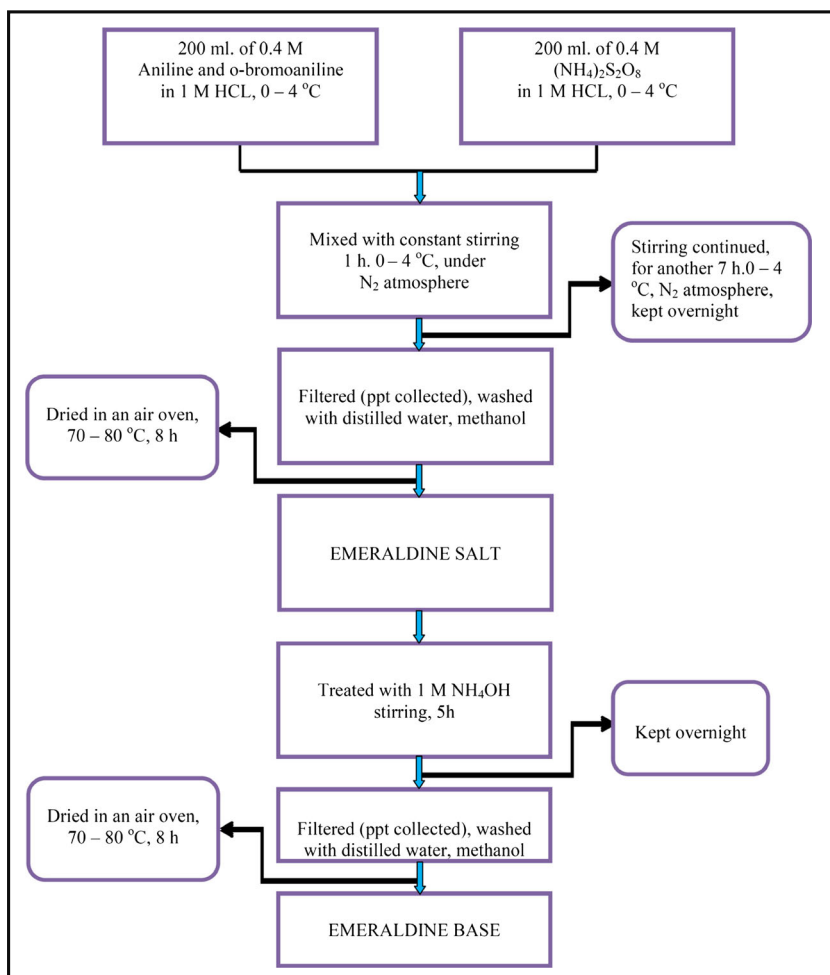 200 ml. of 0.4 M
Aniline and o-bromoaniline
in 1 M HCL, 0 – 4 °C
200 ml. of 0.4 M
(NH4)2S2O8
in 1 M HCL, 0 – 4 °C
Mixed with constant stirring
1 h. 0 – 4 °C, under
N₂ atmosphere
Stirring continued,
for another 7 h.0 – 4
°C, N₂ atmosphere,
kept overnight
Filtered (ppt collected), washed
with distilled water, methanol
Dried in an air oven,
70 – 80 °C, 8 h
EMERALDINE SALT
Treated with 1 M NH₄OH
stirring, 5h
Kept overnight
Filtered (ppt collected), washed
with distilled water, methanol
Dried in an air oven,
70 – 80 °C, 8 h
EMERALDINE BASE